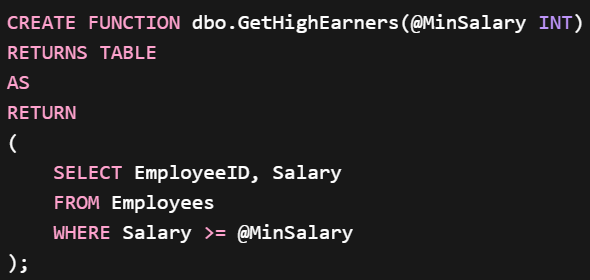 CREATE FUNCTION dbo.GetHighEarners(@MinSalary INT)
RETURNS TABLE
AS
RETURN
(
    SELECT EmployeeID, Salary
    FROM Employees
    WHERE Salary >= @MinSalary
);